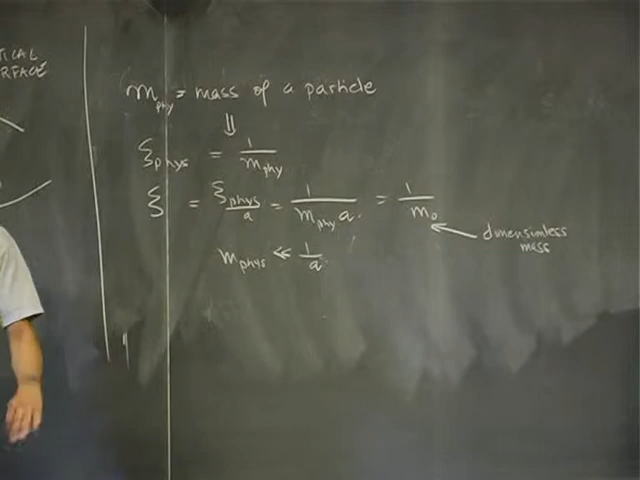 TICAL
RFACE
m_phy = mass of a particle
⇓
ξ_phys = 1/m_phy
ξ = ξ_phys/a = 1/(m_phy a) = 1/m_0
dimensionless
mass
m_phys ≪ 1/a